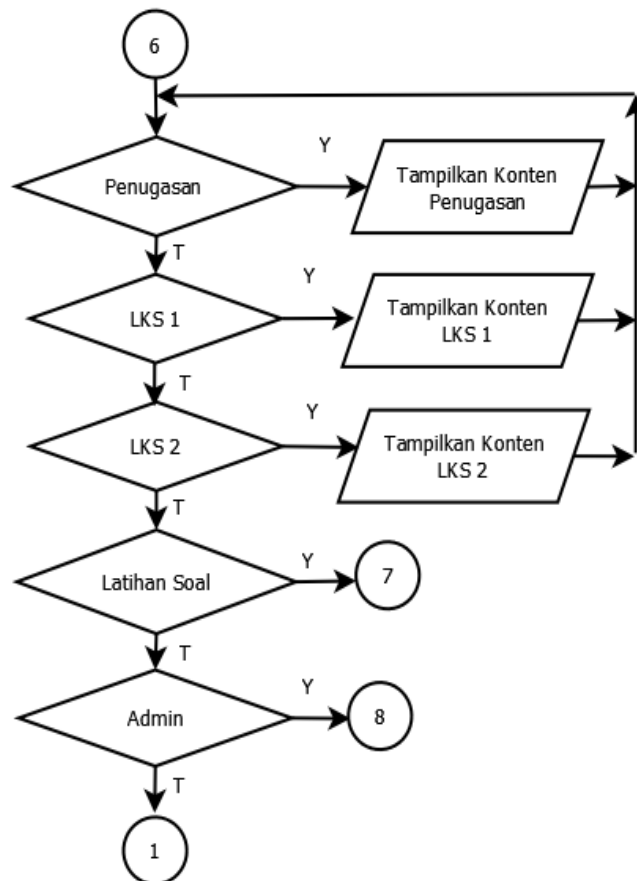 6
Penugasan
Y
Tampilkan Konten
Penugasan
T
LKS 1
Y
Tampilkan Konten
LKS 1
T
LKS 2
Y
Tampilkan Konten
LKS 2
T
Latihan Soal
Y
7
T
Admin
Y
8
T
1